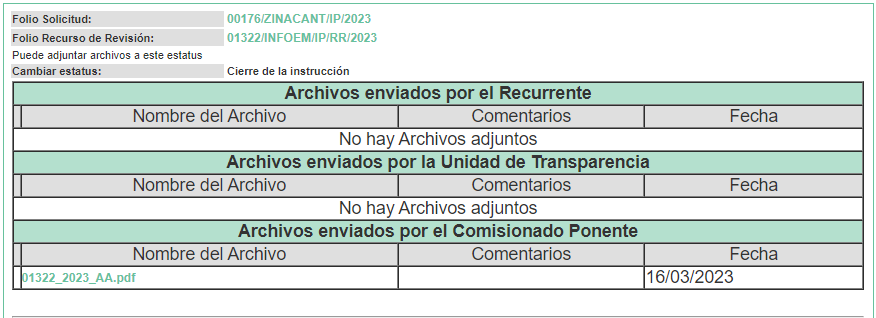 Folio Solicitud: 00176/ZINACANT/IP/2023
Folio Recurso de Revisión: 01322/INFOEM/IP/RR/2023
Puede adjuntar archivos a este estatus
Cambiar estatus: Cierre de la instrucción
Archivos enviados por el Recurrente
Nombre del Archivo Comentarios Fecha
No hay Archivos adjuntos
Archivos enviados por la Unidad de Transparencia
Nombre del Archivo Comentarios Fecha
No hay Archivos adjuntos
Archivos enviados por el Comisionado Ponente
Nombre del Archivo Comentarios Fecha
01322_2023_AA.pdf 16/03/2023